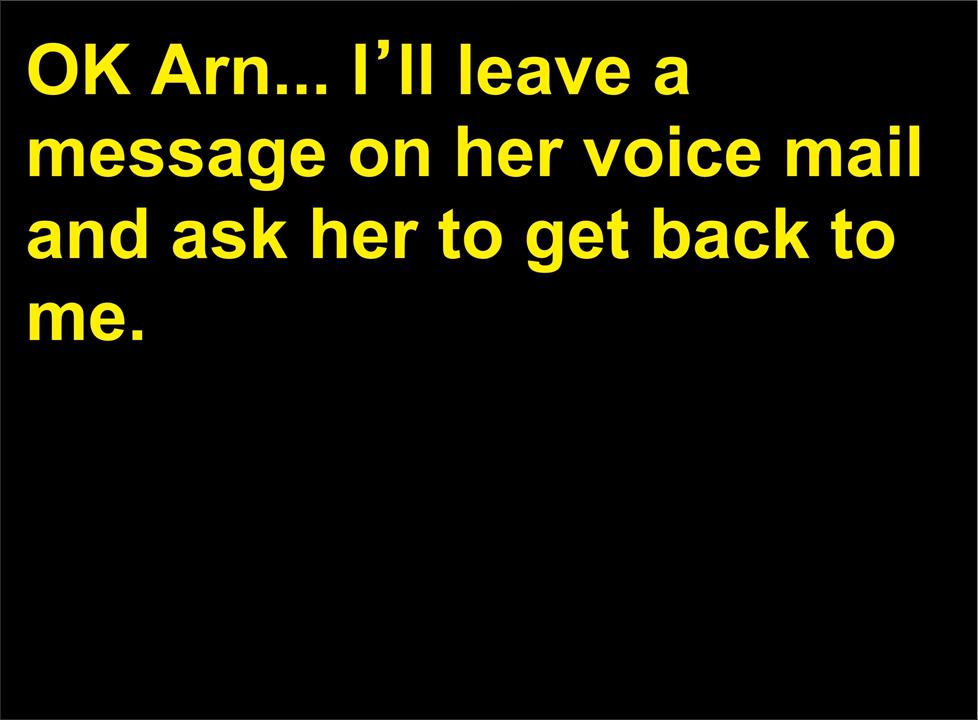 OK Arn... I’ll leave a
message on her voice mail
and ask her to get back to
me.